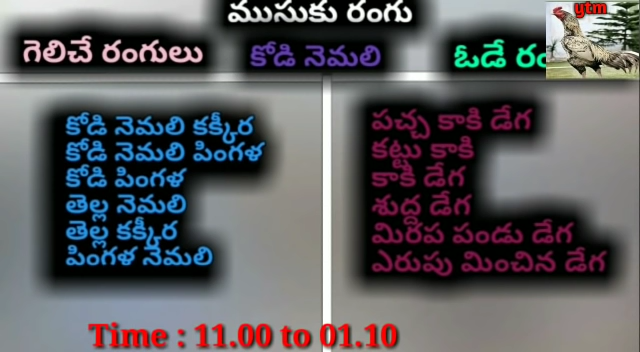 ముసుకు రంగు
ytm
గెలిచే రంగులు
కోడి నెమలి
ఓడే
కోడి నెమలి కక్కీర
కోడి నెమలి పింగళ
కోడి పింగళ
తెల్ల నెమలి
తెల్ల కక్కీర
పింగళ నెమలి
పచ్చ కాకి డేగ
కట్టు కాకి
కాకి డేగ
శుద్ధ డేగ
మిరప పండు డేగ
ఎరుపు మించిన డేగ
Time : 11.00 to 01.10